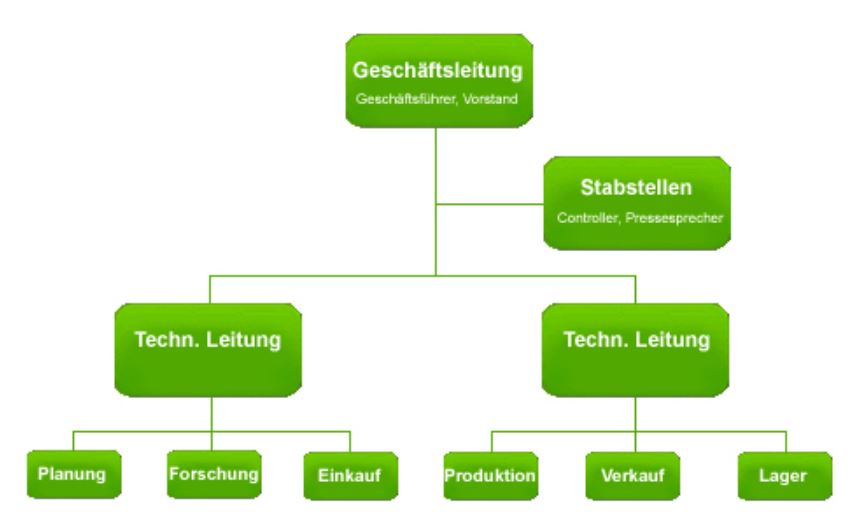 Geschäftsleitung
Geschäftsführer, Vorstand
Stabstellen
Controller, Pressesprecher
Techn. Leitung
Techn. Leitung
Planung
Forschung
Einkauf
Produktion
Verkauf
Lager